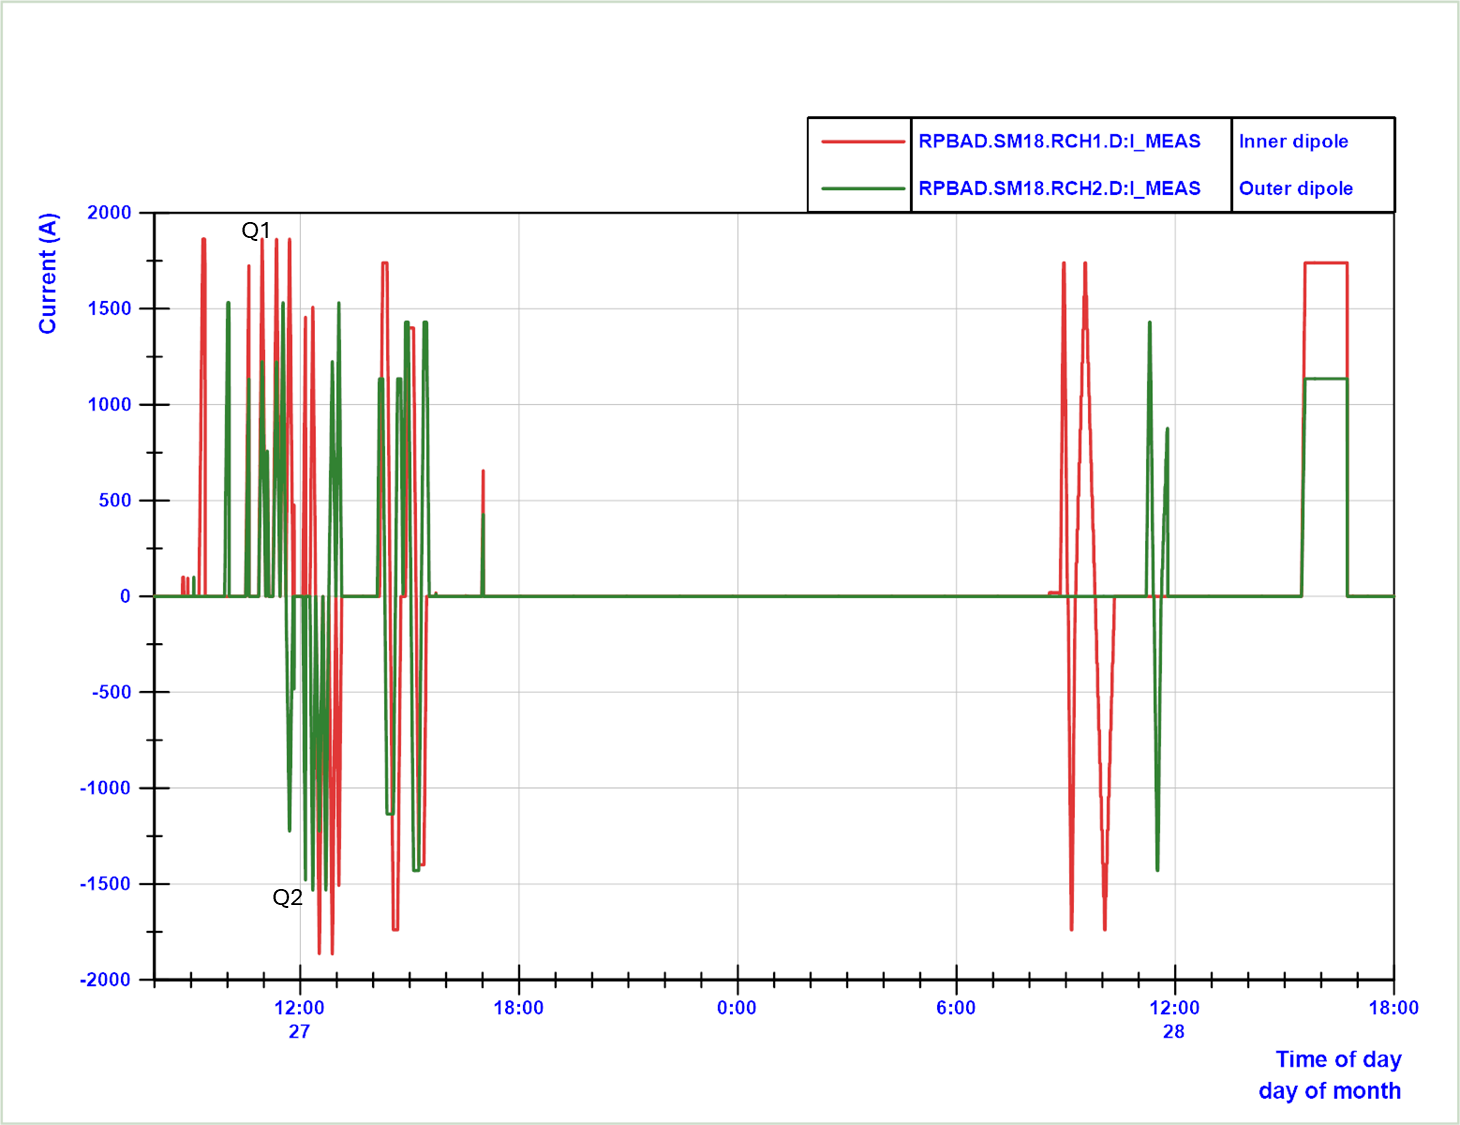 RPBAD.SM18.RCH1.D:I_MEAS Inner dipole
RPBAD.SM18.RCH2.D:I_MEAS Outer dipole
Current (A)
2000
1500
1000
500
0
-500
-1000
-1500
-2000
Q1
Q2
12:00 18:00 0:00 6:00 12:00 18:00
27 28
Time of day
day of month